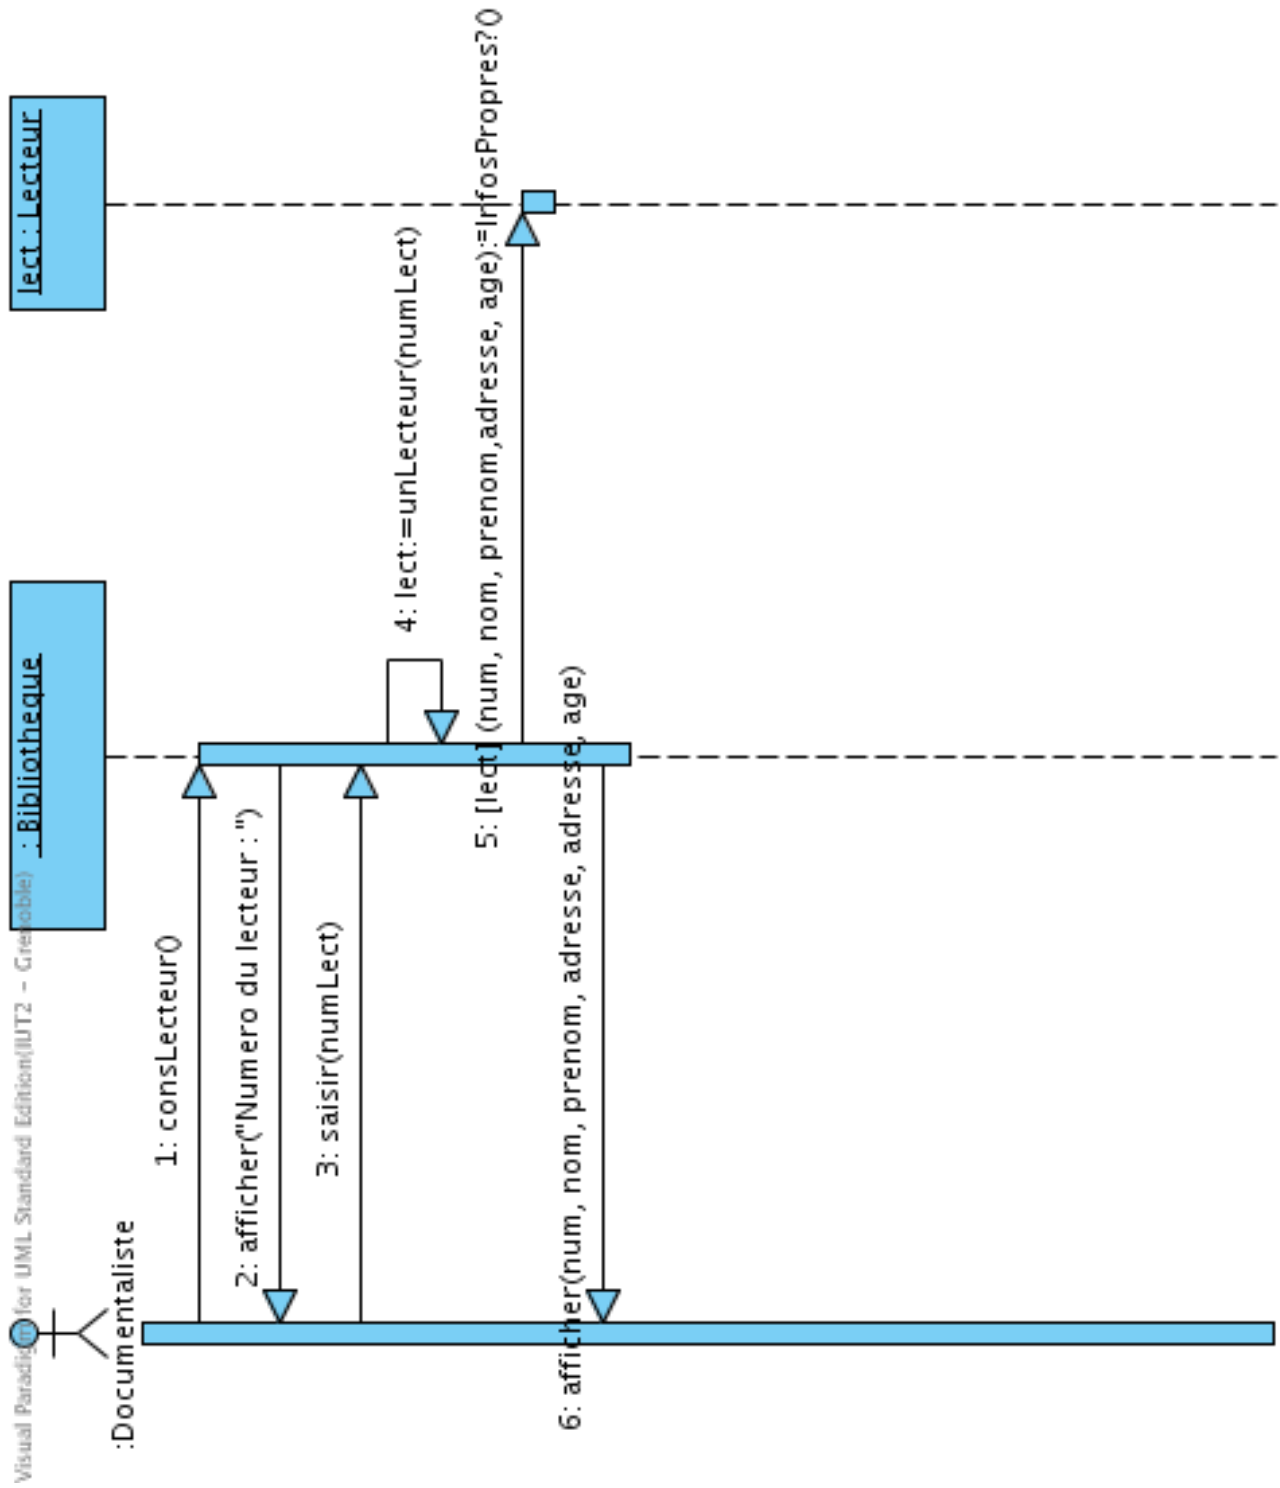 Visual Paradigm for UML Standard Edition(IUT2 - Grenoble)
:Documentaliste
: Bibliotheque
lect : Lecteur
1: consLecteur()
2: afficher("Numero du lecteur : ")
3: saisir(numLect)
4: lect:=unLecteur(numLect)
5: [lect] (num, nom, prenom,adresse, age):=InfosPropres?()
6: afficher(num, nom, prenom, adresse, adresse, age)